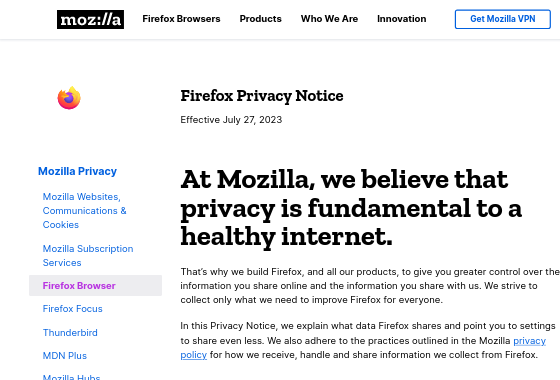 moz://a Firefox Browsers Products Who We Are Innovation Get Mozilla VPN
Firefox Privacy Notice
Effective July 27, 2023
Mozilla Privacy
Mozilla Websites,
Communications &
Cookies
Mozilla Subscription
Services
Firefox Browser
Firefox Focus
Thunderbird
MDN Plus
Mozilla Hubs
At Mozilla, we believe that
privacy is fundamental to a
healthy internet.
That's why we build Firefox, and all our products, to give you greater control over the
information you share online and the information you share with us. We strive to
collect only what we need to improve Firefox for everyone.
In this Privacy Notice, we explain what data Firefox shares and point you to settings
to share even less. We also adhere to the practices outlined in the Mozilla privacy
policy for how we receive, handle and share information we collect from Firefox.